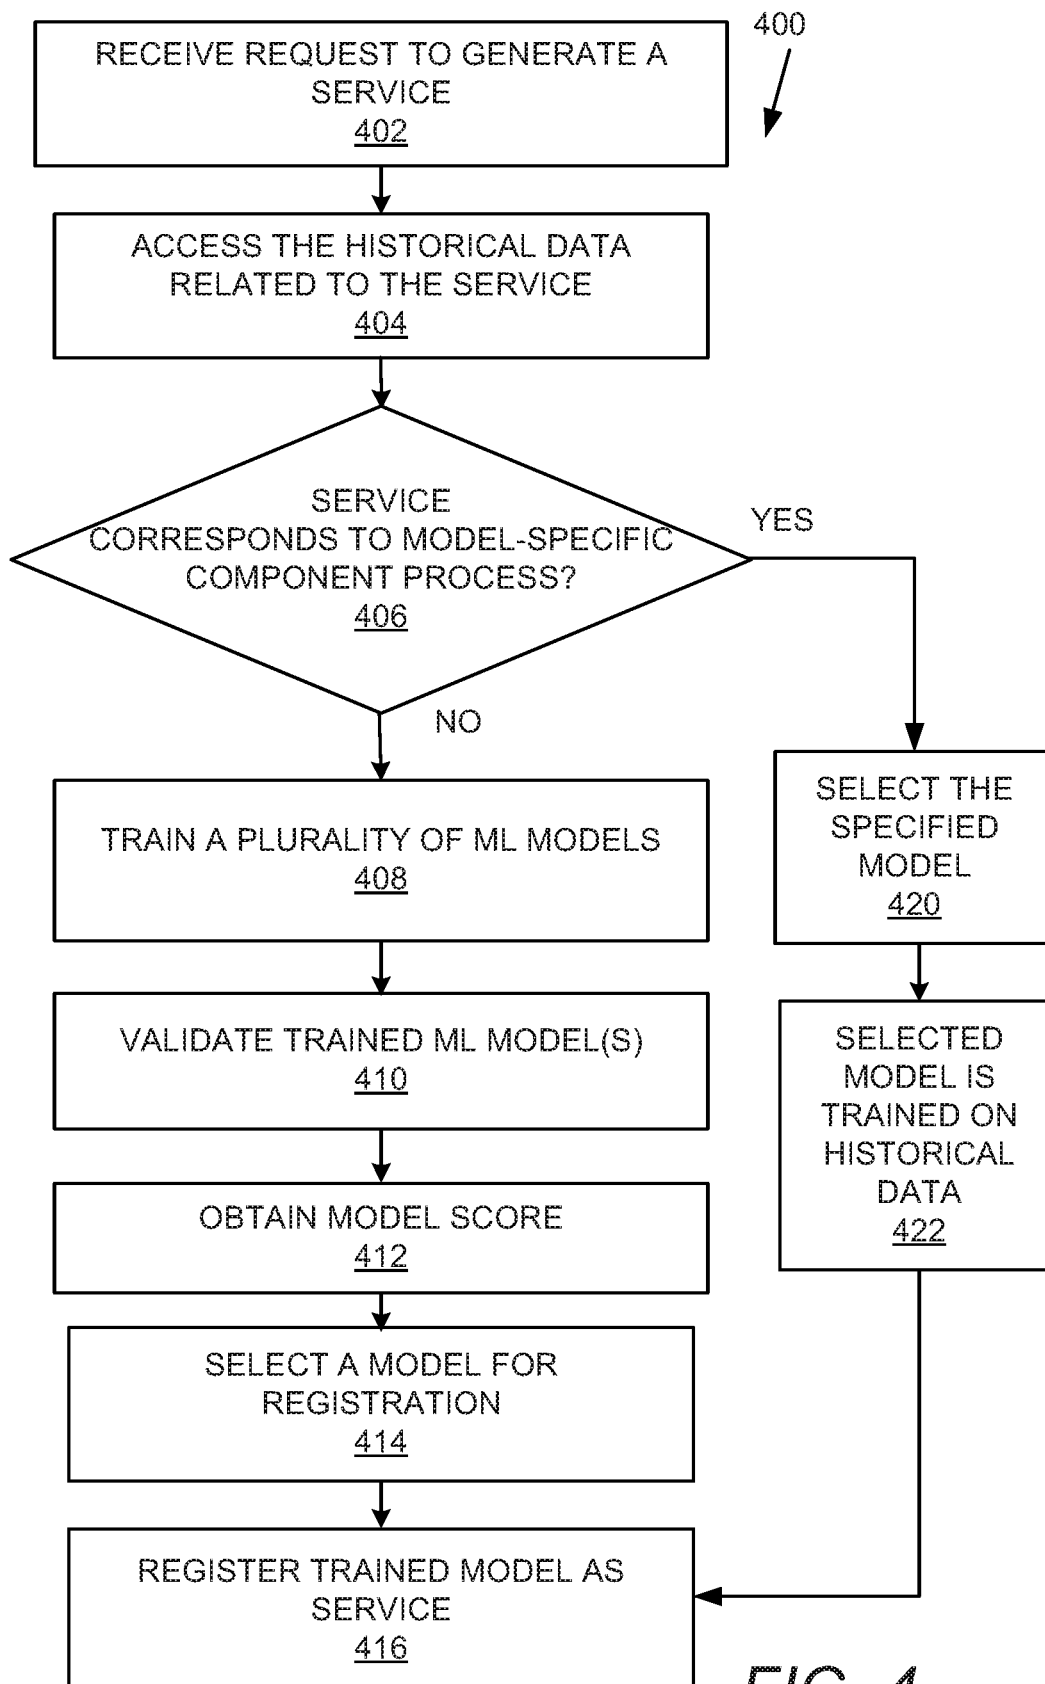 400
RECEIVE REQUEST TO GENERATE A
SERVICE
402
ACCESS THE HISTORICAL DATA
RELATED TO THE SERVICE
404
SERVICE
CORRESPONDS TO MODEL-SPECIFIC
COMPONENT PROCESS?
406
YES
NO
TRAIN A PLURALITY OF ML MODELS
408
VALIDATE TRAINED ML MODEL(S)
410
OBTAIN MODEL SCORE
412
SELECT A MODEL FOR
REGISTRATION
414
REGISTER TRAINED MODEL AS
SERVICE
416
SELECT THE
SPECIFIED
MODEL
420
SELECTED
MODEL IS
TRAINED ON
HISTORICAL
DATA
422
FIG. 4